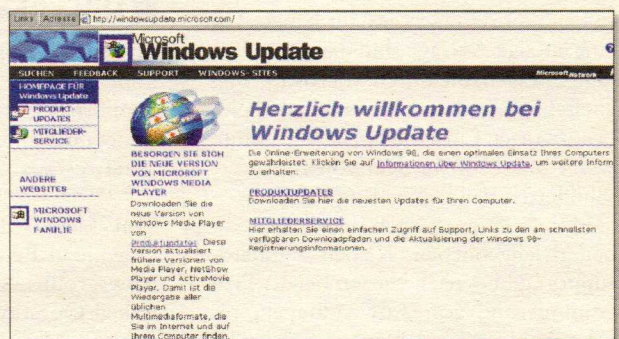 Links Adresse http://windowsupdate.microsoft.com/
Microsoft
Windows Update
SUCHEN FEEDBACK SUPPORT WINDOWS-SITES
Microsoft Network
HOMEPAGE FÜR
Windows Update
PRODUKT-
UPDATES
MITGLIEDER-
SERVICE
ANDERE
WEBSITES
MICROSOFT
WINDOWS
FAMILIE
BESORGEN SIE SICH
DIE NEUE VERSION
VON MICROSOFT
WINDOWS MEDIA
PLAYER
Downloaden Sie die
neue Version von
Windows Media Player
von
Produktupdates. Diese
Version aktualisiert
frühere Versionen von
Media Player, NetShow
Player und ActiveMovie
Player. Damit ist die
Wiedergabe aller
üblichen
Multimediaformate, die
Sie im Internet und auf
Ihrem Computer finden,
Herzlich willkommen bei
Windows Update
Die Online-Erweiterung von Windows 98, die einen optimalen Einsatz Ihres Computers
gewährleistet. Klicken Sie auf Informationen über Windows Update, um weitere Inform
zu erhalten.
PRODUKTUPDATES
Downloaden Sie hier die neuesten Updates für Ihren Computer.
MITGLIEDERSERVICE
Hier erhalten Sie einen einfachen Zugriff auf Support, Links zu den am schnellsten
verfügbaren Downloadpfaden und die Aktualisierung der Windows 98-
Registrierungsinformationen.